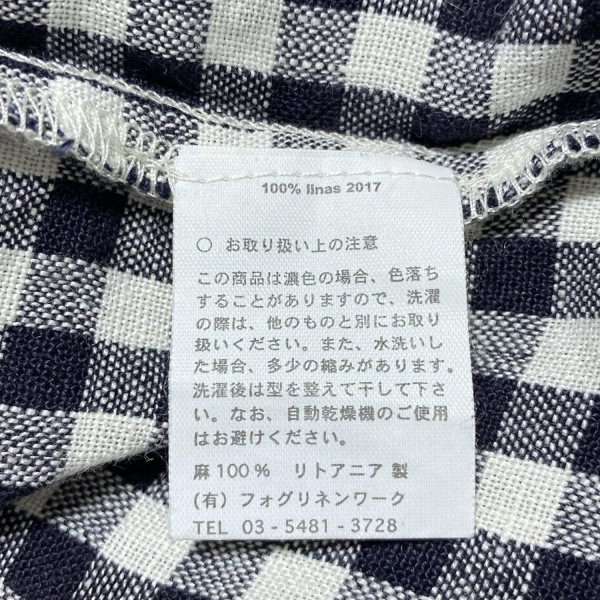 100% linas 2017
○ お取り扱い上の注意
この商品は濃色の場合、色落ち
することがありますので、洗濯
の際は、他のものと別にお取り
扱いください。また、水洗いし
た場合、多少の縮みがあります。
洗濯後は型を整えて干して下さ
い。なお、自動乾燥機のご使用
はお避けください。
麻100% リトアニア 製
(有) フォグリネンワーク
TEL 03-5481-3728